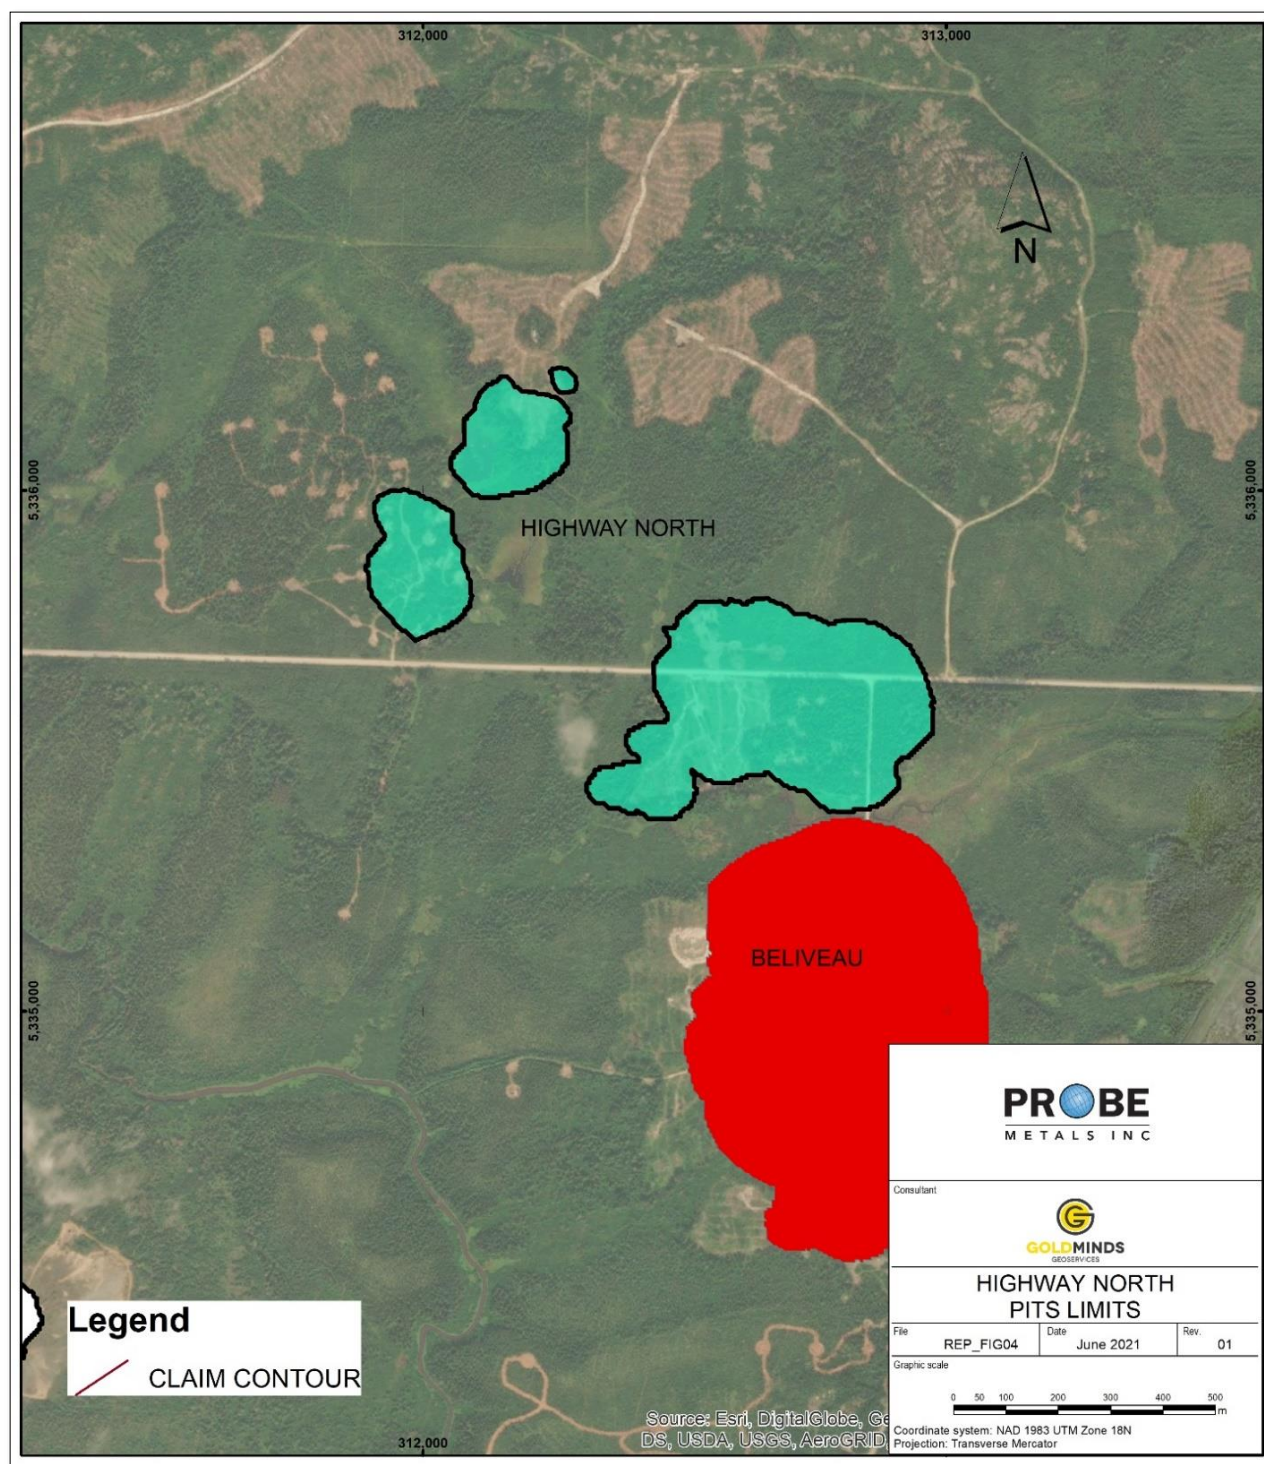 312,000
313,000
N
5,336,000
5,336,000
HIGHWAY NORTH
BELIVEAU
5,335,000
5,335,000
PROBE
METALS INC
Consultant
GOLDMINDS
GEOSERVICES
HIGHWAY NORTH
PITS LIMITS
File
REP_FIG04
Date
June 2021
Rev.
01
Graphic scale
0 50 100 200 300 400 500
m
Coordinate system: NAD 1983 UTM Zone 18N
Projection: Transverse Mercator
Legend
CLAIM CONTOUR
Source: Esri, DigitalGlobe, Ge
DS, USDA, USGS, AeroGRID
312,000